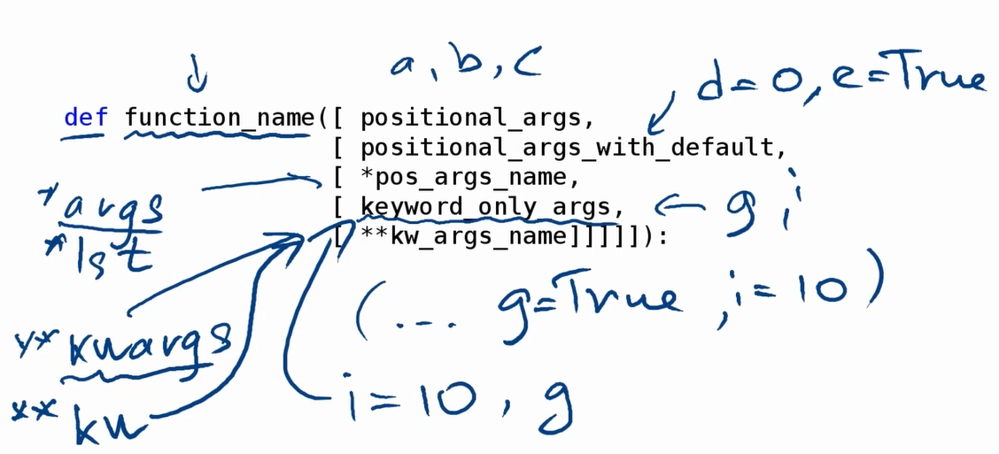 a, b, c
d=0, e=True
def function_name([ positional_args,
[ positional_args_with_default,
[ *pos_args_name,
[ keyword_only_args,
[ **kw_args_name]]]]]):
*args
*lst
g, i
(... g=True, i=10)
**kwargs
i=10, g
**kw